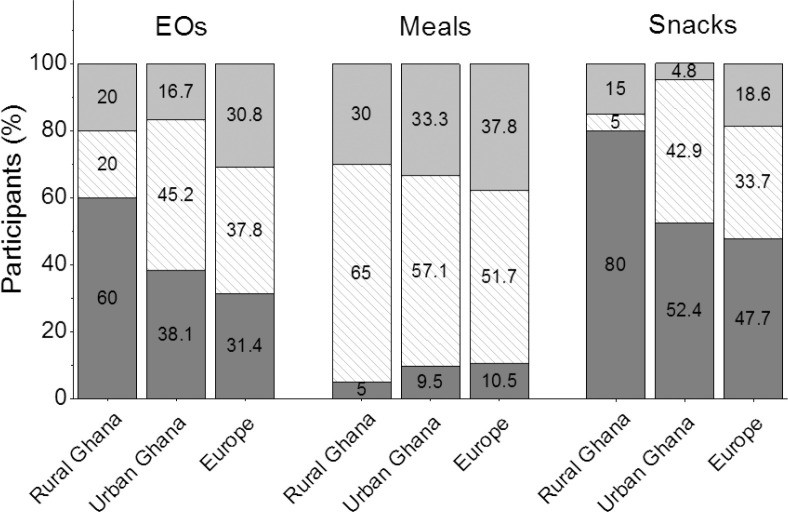 EOs Meals Snacks
Participants (%)
100
80
60
40
20
0
20 16.7 30.8 30 33.3 37.8 15 4.8 18.6
20 45.2 37.8 65 57.1 51.7 5 42.9 33.7
60 38.1 31.4 5 9.5 10.5 80 52.4 47.7
Rural Ghana Urban Ghana Europe Rural Ghana Urban Ghana Europe Rural Ghana Urban Ghana Europe